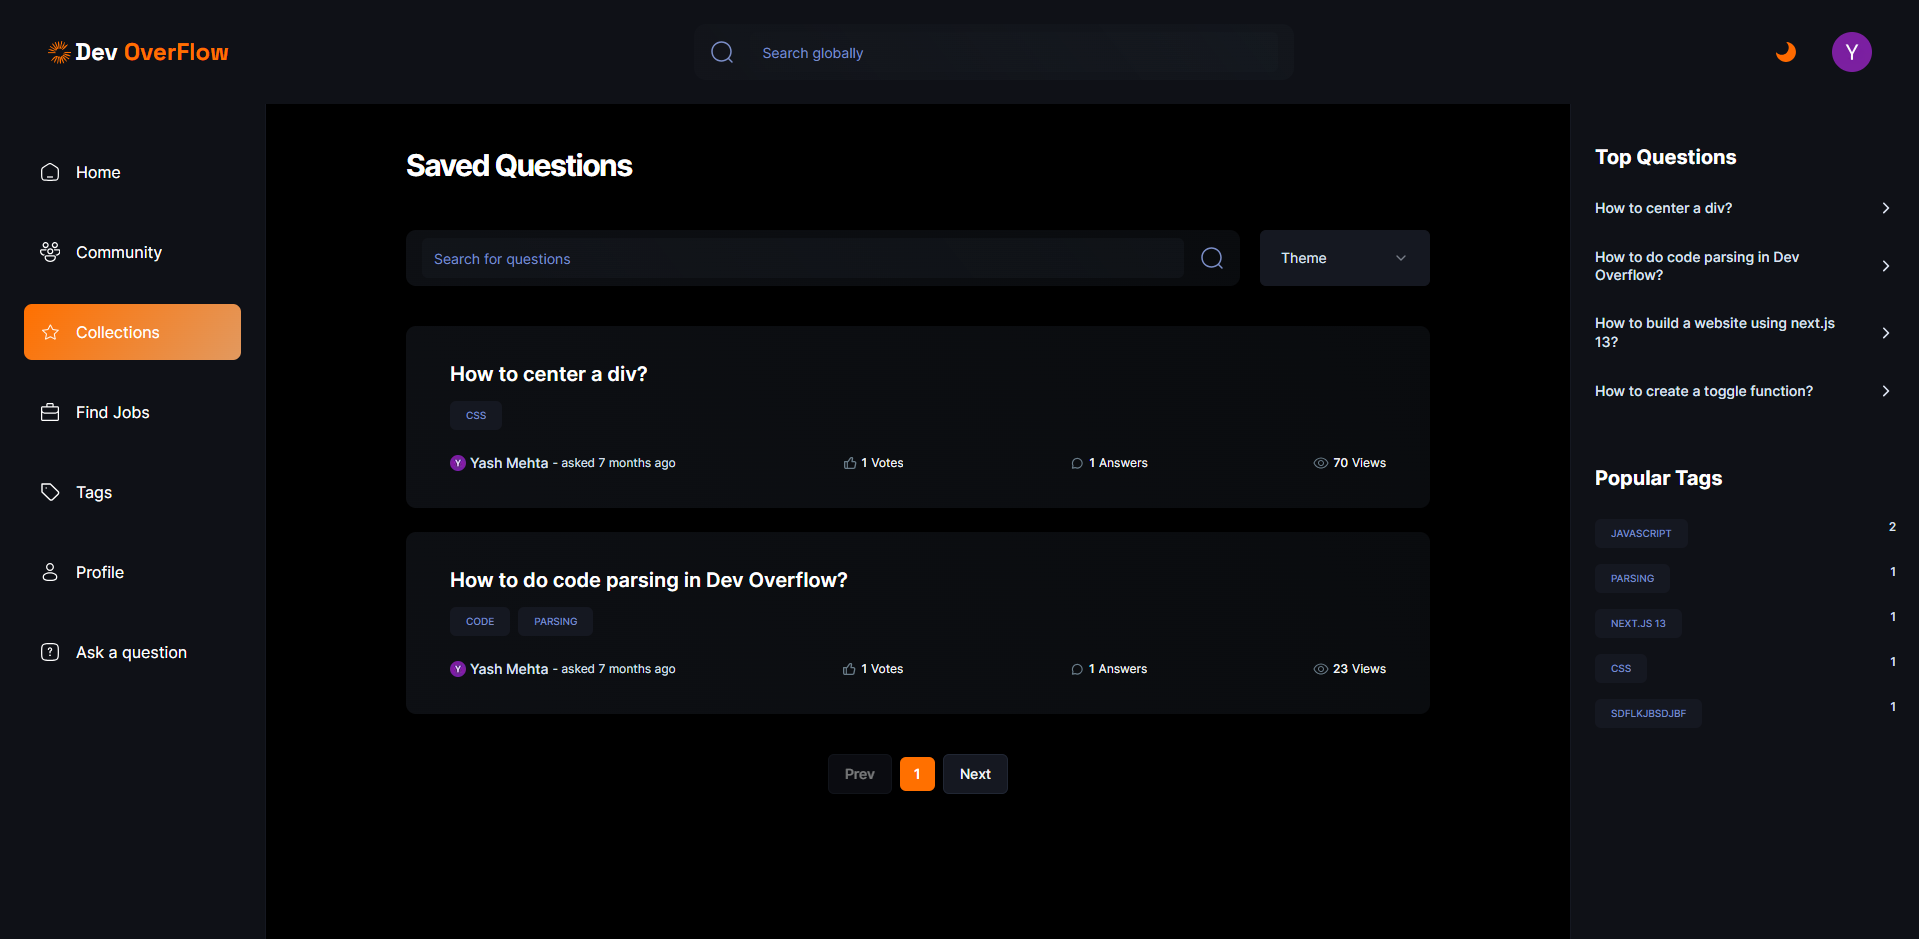 Dev OverFlow
Search globally
Y
Home
Community
Collections
Find Jobs
Tags
Profile
Ask a question
Saved Questions
Search for questions
Theme
How to center a div?
CSS
Y Yash Mehta - asked 7 months ago
1 Votes
1 Answers
70 Views
How to do code parsing in Dev Overflow?
CODE
PARSING
Y Yash Mehta - asked 7 months ago
1 Votes
1 Answers
23 Views
Prev
1
Next
Top Questions
How to center a div?
How to do code parsing in Dev
Overflow?
How to build a website using next.js
13?
How to create a toggle function?
Popular Tags
JAVASCRIPT 2
PARSING 1
NEXT.JS 13 1
CSS 1
SDFLKJBSDJBF 1